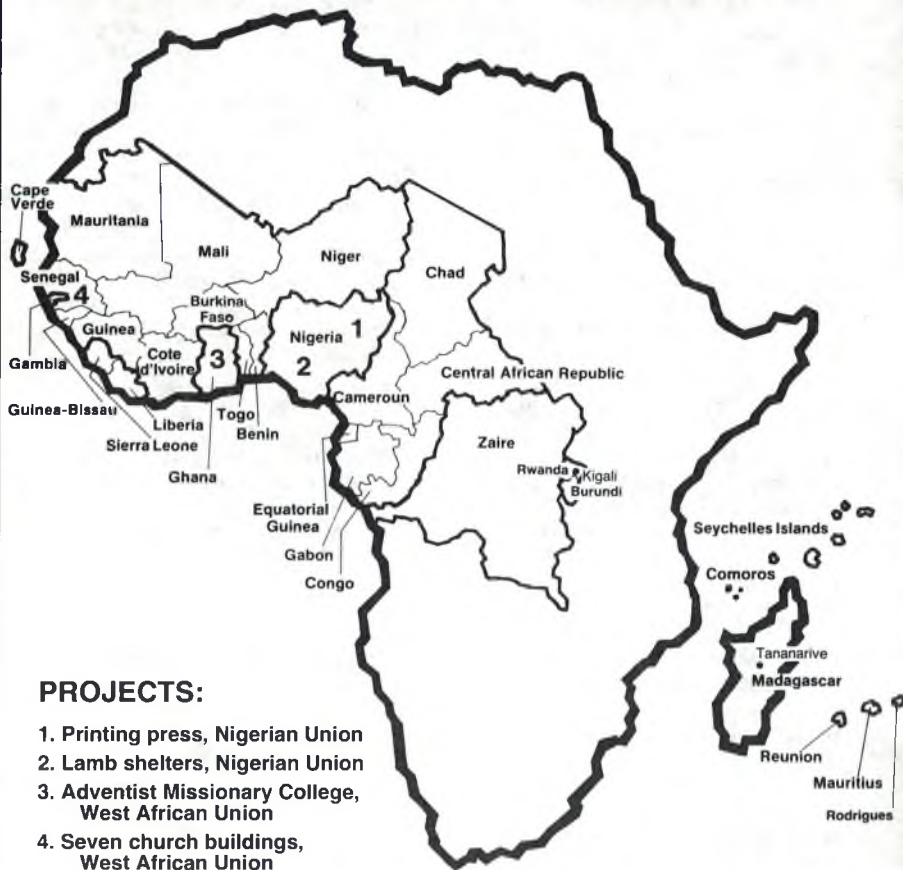 Cape
Verde
Mauritania
Mali
Niger
Chad
Senegal
4
Burkina
Faso
Nigeria
1
2
Guinea
Gambia
Cote
d'Ivoire
3
Central African Republic
Cameroun
Guinea-Bissau
Togo
Liberia
Benin
Sierra Leone
Ghana
Zaire
Rwanda
Kigali
Burundi
Equatorial
Guinea
Gabon
Congo
Seychelles Islands
Comoros
Tananarive
Madagascar
Reunion
Mauritius
Rodrigues
PROJECTS:
1. Printing press, Nigerian Union
2. Lamb shelters, Nigerian Union
3. Adventist Missionary College,
West African Union
4. Seven church buildings,
West African Union